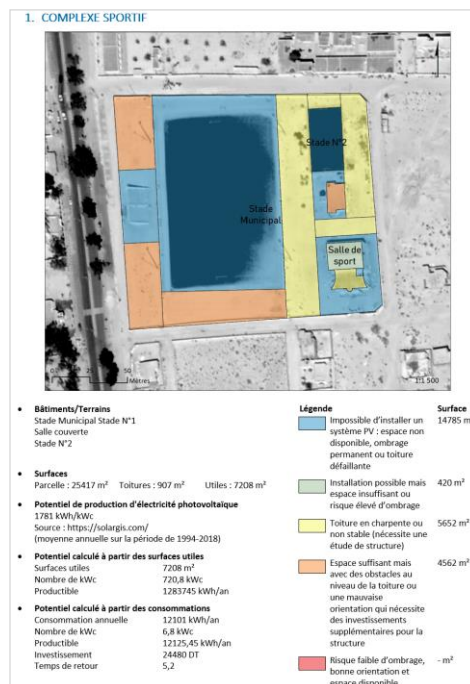 1. COMPLEXE SPORTIF
Stade N°2
Stade
Municipal
Salle de
sport
50
Mètres
1:1 500
• Bâtiments/Terrains
Stade Municipal Stade N°1
Salle couverte
Stade N°2
• Surfaces
Parcelle : 25417 m² Toitures : 907 m² Utiles : 7208 m²
• Potentiel de production d'électricité photovoltaïque
1781 kWh/kWc
Source : https://solargis.com/
(moyenne annuelle sur la période de 1994-2018)
• Potentiel calculé à partir des surfaces utiles
Surfaces utiles 7208 m²
Nombre de kWc 720,8 kWc
Productible 1283745 kWh/an
• Potentiel calculé à partir des consommations
Consommation annuelle 12101 kWh/an
Nombre de kWc 6,8 kWc
Productible 12125,45 kWh/an
Investissement 24480 DT
Temps de retour 5,2
Légende Surface
Impossible d'installer un 14785 m
système PV : espace non
disponible, ombrage
permanent ou toiture
défaillante
Installation possible mais 420 m²
espace insuffisant ou
risque élevé d'ombrage
Toiture en charpente ou 5652 m²
non stable (nécessite une
étude de structure)
Espace suffisant mais 4562 m²
avec des obstacles au
niveau de la toiture ou
une mauvaise
orientation qui nécessite
des investissements
supplémentaires pour la
structure
Risque faible d'ombrage, - m²
bonne orientation et
espace disponible